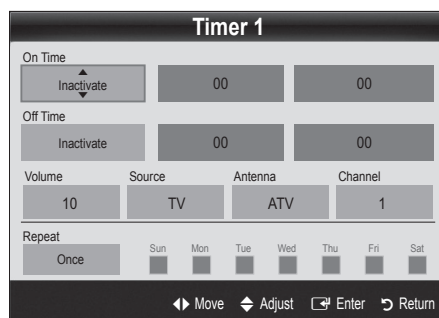 Timer 1
On Time
Inactivate 00 00
Off Time
Inactivate 00 00
Volume Source Antenna Channel
10 TV ATV 1
Repeat
Once Sun Mon Tue Wed Thu Fri Sat
Move Adjust Enter Return